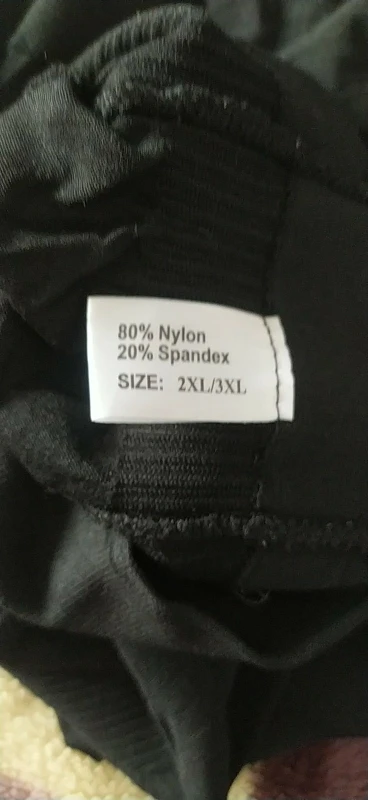 80% Nylon
20% Spandex
SIZE: 2XL/3XL